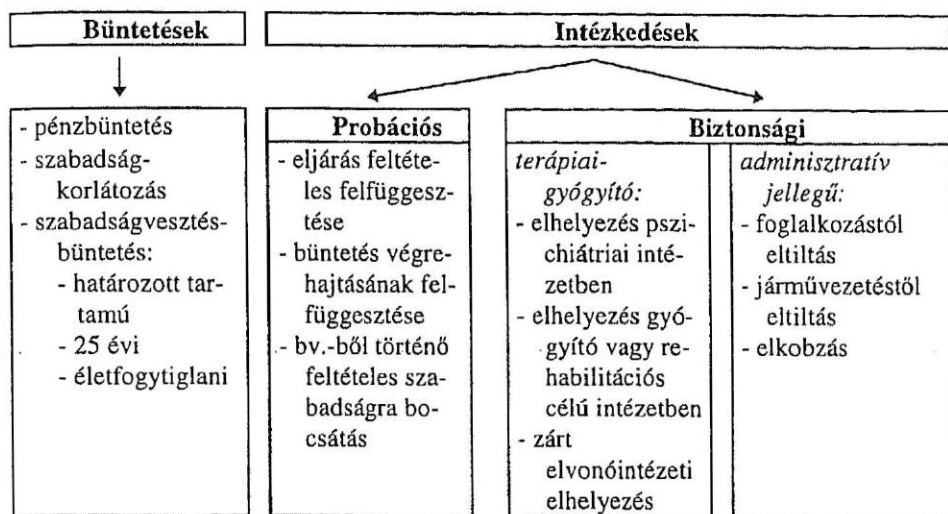 Büntetések
Intézkedések
- pénzbüntetés
- szabadság-
korlátozás
- szabadságvesztés-
büntetés:
- határozott tar-
tamú
- 25 évi
- életfogytiglani
Probációs
- eljárás feltéte-
les felfüggesz-
tése
- büntetés végre-
hajtásának fel-
függesztése
- bv.-ből történő
feltételes sza-
badságra bo-
csátás
Biztonsági
terápiai-
gyógyító:
- elhelyezés pszi-
chiátriai inté-
zetben
- elhelyezés gyó-
gyító vagy re-
habilitációs
célú intézetben
- zárt
elvonóintézeti
elhelyezés
adminisztratív
jellegű:
- foglalkozástól
eltiltás
- járművezetéstől
eltiltás
- elkobzás